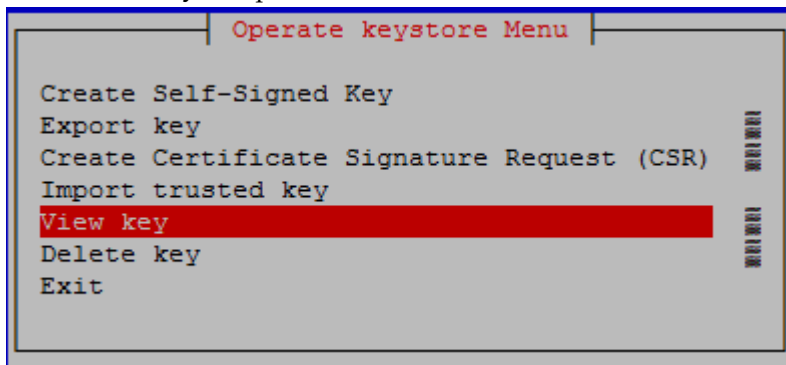 Operate keystore Menu
Create Self-Signed Key
Export key
Create Certificate Signature Request (CSR)
Import trusted key
View key
Delete key
Exit